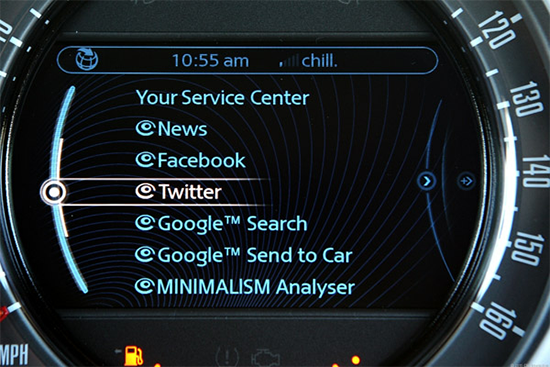 10:55 am chill.
Your Service Center
News
Facebook
Twitter
Google™ Search
Google™ Send to Car
MINIMALISM Analyser
120
130
140
150
160
MPH